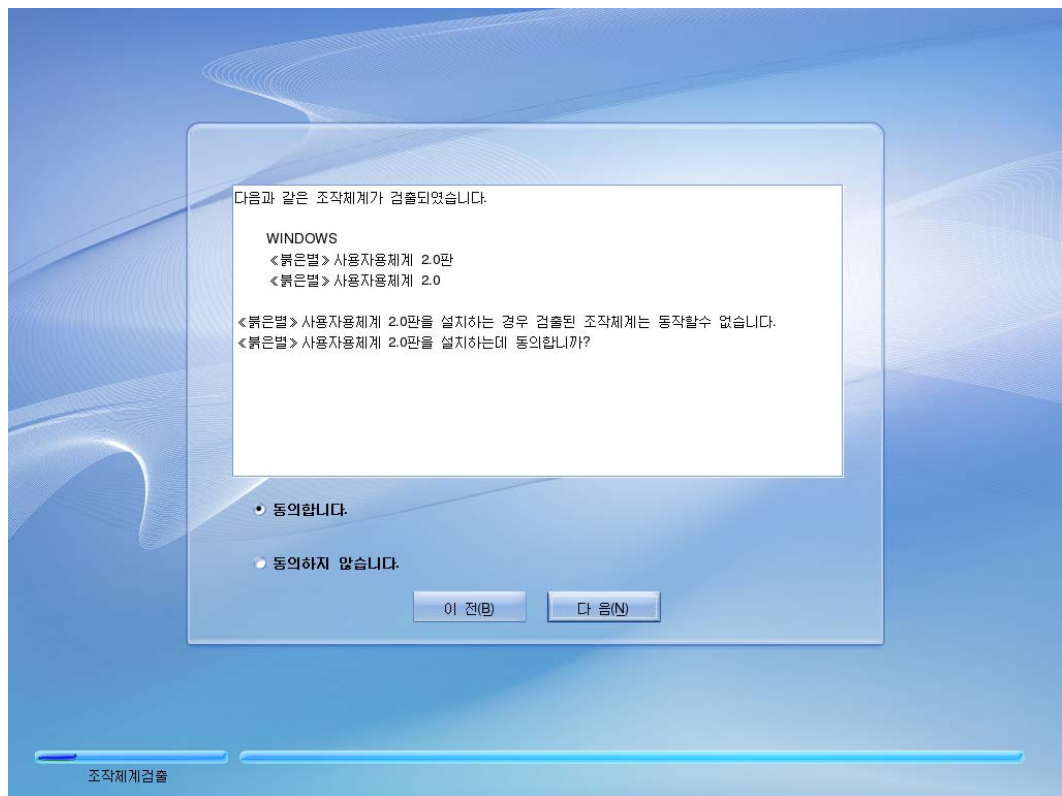 다음과 같은 조작체계가 검출되였습니다.
WINDOWS
≪붉은별≫사용자용체계 2.0판
≪붉은별≫사용자용체계 2.0
≪붉은별≫사용자용체계 2.0판을 설치하는 경우 검출된 조작체계는 동작할수 없습니다.
≪붉은별≫사용자용체계 2.0판을 설치하는데 동의합니까?
동의합니다.
동의하지 않습니다.
이 전(B)
다 음(N)
조작체계검출